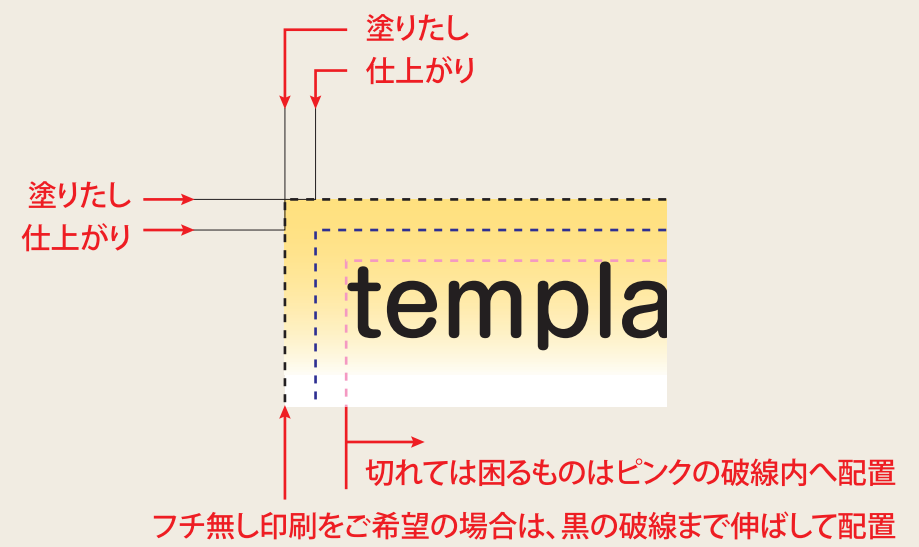 塗りたし
仕上がり
塗りたし
仕上がり
templa
切れては困るものはピンクの破線内へ配置
フチ無し印刷をご希望の場合は、黒の破線まで伸ばして配置